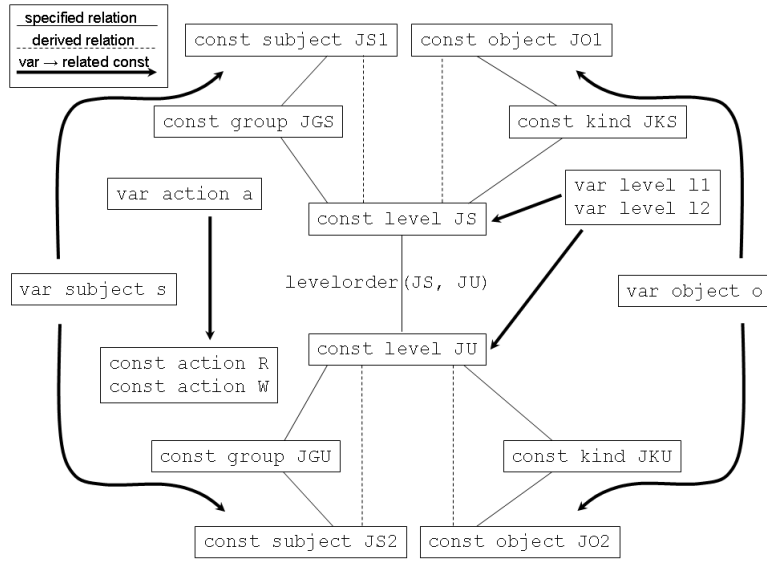 specified relation
derived relation
var → related const
const subject JS1
const object JO1
const group JGS
const kind JKS
var action a
var level l1
var level l2
const level JS
levelorder(JS, JU)
var subject s
var object o
const level JU
const action R
const action W
const group JGU
const kind JKU
const subject JS2
const object JO2